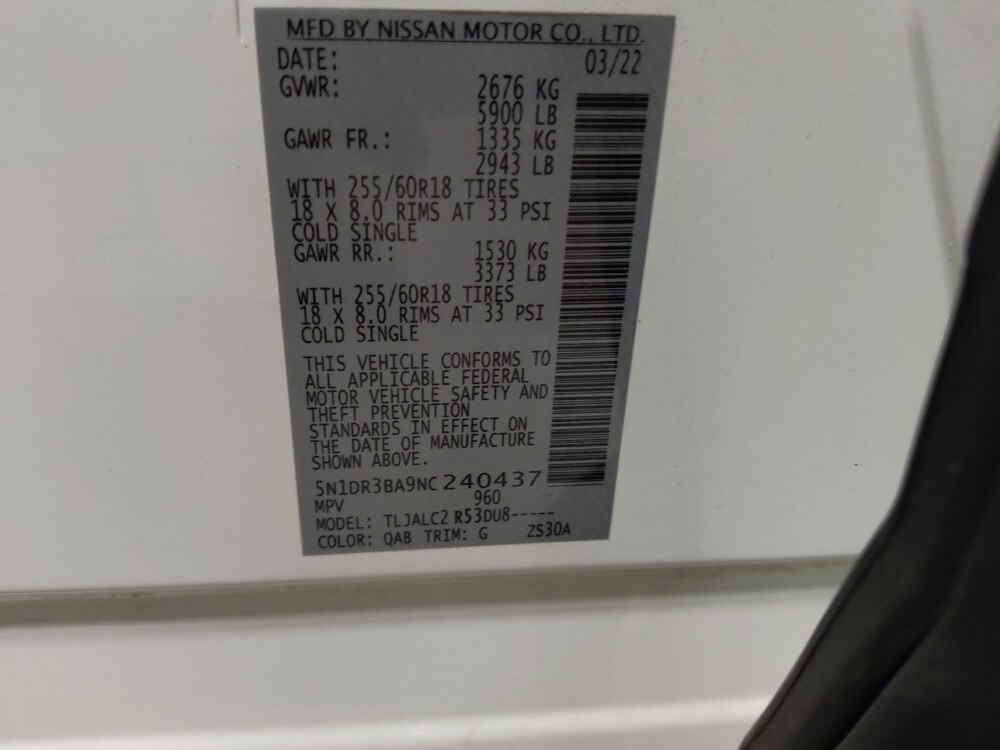 MFD BY NISSAN MOTOR CO., LTD.
DATE: 03/22
GVWR: 2676 KG
5900 LB
GAWR FR.: 1335 KG
2943 LB
WITH 255/60R18 TIRES
18 X 8.0 RIMS AT 33 PSI
COLD SINGLE
GAWR RR.: 1530 KG
3373 LB
WITH 255/60R18 TIRES
18 X 8.0 RIMS AT 33 PSI
COLD SINGLE
THIS VEHICLE CONFORMS TO
ALL APPLICABLE FEDERAL
MOTOR VEHICLE SAFETY AND
THEFT PREVENTION
STANDARDS IN EFFECT ON
THE DATE OF MANUFACTURE
SHOWN ABOVE.
5N1DR3BA9NC240437
MPV 960
MODEL: TLJALC2 R53DU8-----
COLOR: QAB TRIM: G ZS30A